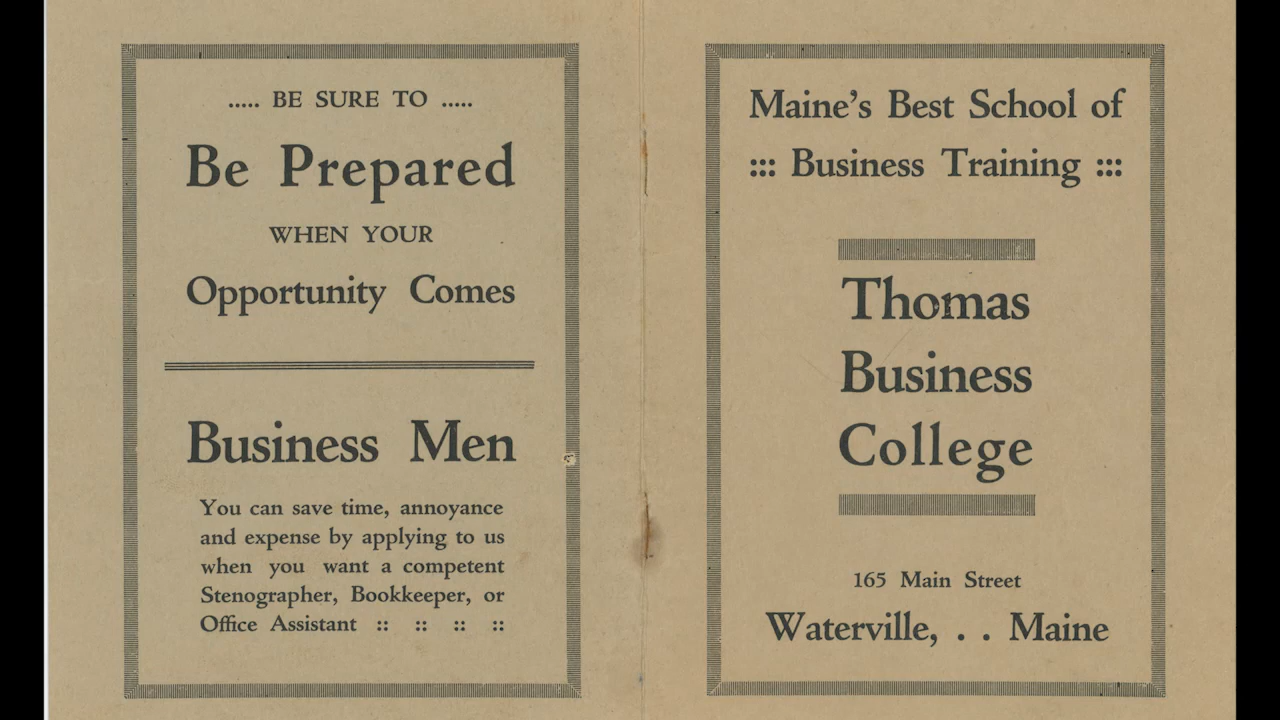 ..... BE SURE TO .....
Be Prepared
WHEN YOUR
Opportunity Comes
Business Men
You can save time, annoyance
and expense by applying to us
when you want a competent
Stenographer, Bookkeeper, or
Office Assistant :: :: :: ::
Maine's Best School of
::: Business Training :::
Thomas
Business
College
165 Main Street
Waterville, . . Maine